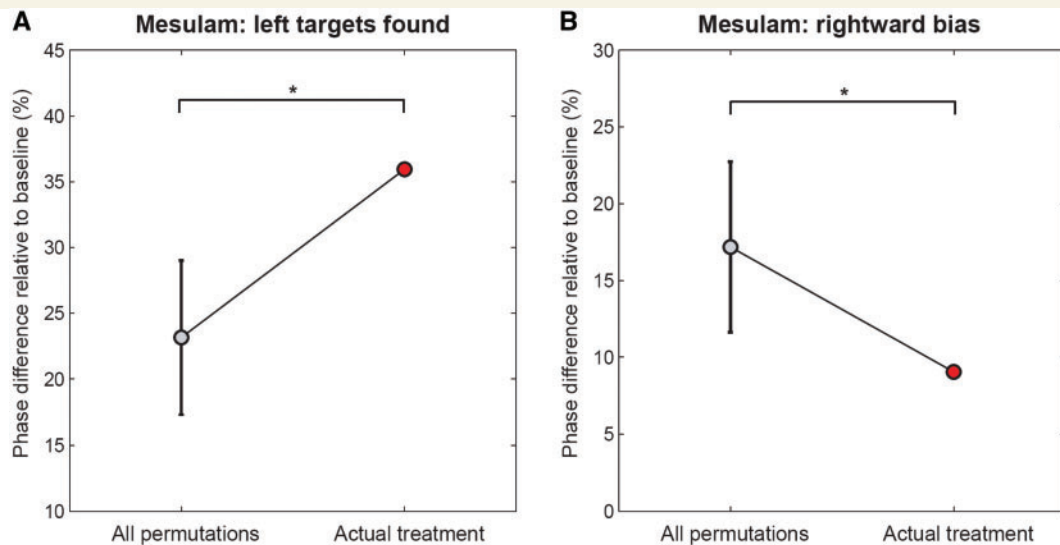 A
Mesulam: left targets found
Phase difference relative to baseline (%)
45
40
35
30
25
20
15
10
*
All permutations
Actual treatment
B
Mesulam: rightward bias
Phase difference relative to baseline (%)
30
25
20
15
10
5
0
*
All permutations
Actual treatment